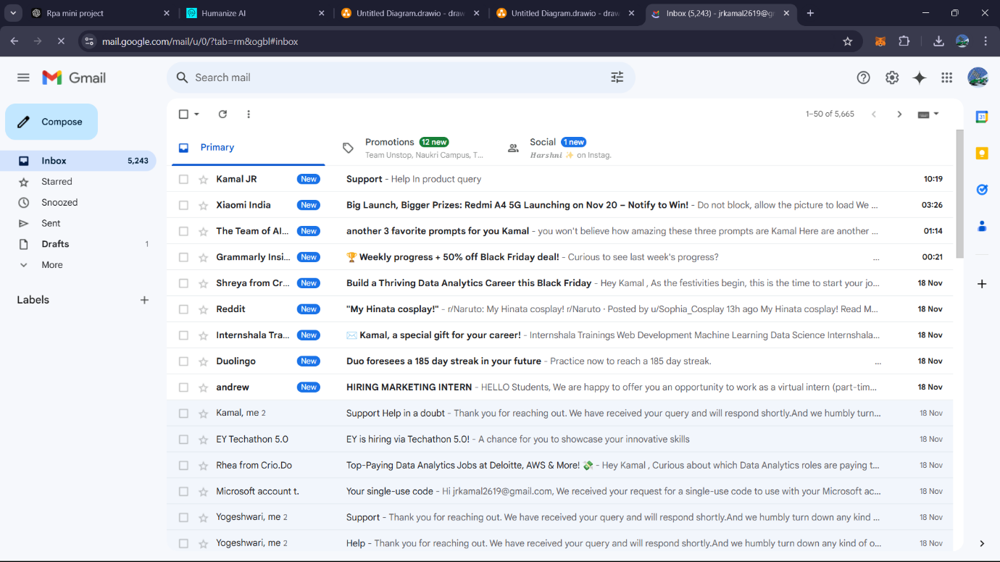 Rpa mini project
Humanize AI
Untitled Diagram.drawio - draw
Untitled Diagram.drawio - draw
Inbox (5,243) - jrkamal2619@gr
mail.google.com/mail/u/0/?tab=rm&ogbl#inbox
Gmail
Search mail
Compose
1–50 of 5,665
Inbox 5,243
Starred
Snoozed
Sent
Drafts 1
More
Labels
Primary
Promotions 12 new
Team Unstop, Naukri Campus, T...
Social 1 new
𝑯𝒂𝒓𝒔𝒉𝒏𝒊 ✨ on Instag.
Kamal JR New Support - Help In product query 10:19
Xiaomi India New Big Launch, Bigger Prizes: Redmi A4 5G Launching on Nov 20 – Notify to Win! - Do not block, allow the picture to load We ... 03:26
The Team of AI... New another 3 favorite prompts for you Kamal - you won't believe how amazing these three prompts are Kamal Here are another ... 01:14
Grammarly Insi... New 🏆 Weekly progress + 50% off Black Friday deal! - Curious to see last week's progress? ... 00:21
Shreya from Cr... New Build a Thriving Data Analytics Career this Black Friday - Hey Kamal , As the festivities begin, this is the time to start your jo... 18 Nov
Reddit New "My Hinata cosplay!" - r/Naruto: My Hinata cosplay! r/Naruto · Posted by u/Sophia_Cosplay 13h ago My Hinata cosplay! Read M... 18 Nov
Internshala Tra... New ✉️ Kamal, a special gift for your career! - Internshala Trainings Web Development Machine Learning Data Science Internshala... 18 Nov
Duolingo New Duo foresees a 185 day streak in your future - Practice now to reach a 185 day streak. ... 18 Nov
andrew New HIRING MARKETING INTERN - HELLO Students, We are happy to offer you an opportunity to work as a virtual intern (part-tim... 18 Nov
Kamal, me 2 Support Help in a doubt - Thank you for reaching out. We have received your query and will respond shortly.And we humbly turn... 18 Nov
EY Techathon 5.0 EY is hiring via Techathon 5.0! - A chance for you to showcase your innovative skills 18 Nov
Rhea from Crio.Do Top-Paying Data Analytics Jobs at Deloitte, AWS & More! 💸 - Hey Kamal , Curious about which Data Analytics roles are paying t... 18 Nov
Microsoft account t. Your single-use code - Hi jrkamal2619@gmail.com, We received your request for a single-use code to use with your Microsoft ac... 18 Nov
Yogeshwari, me 2 Support - Thank you for reaching out. We have received your query and will respond shortly.And we humbly turn down any kind ... 18 Nov
Yogeshwari, me 2 Help - Thank you for reaching out. We have received your query and will respond shortly.And we humbly turn down any kind of o... 18 Nov
31